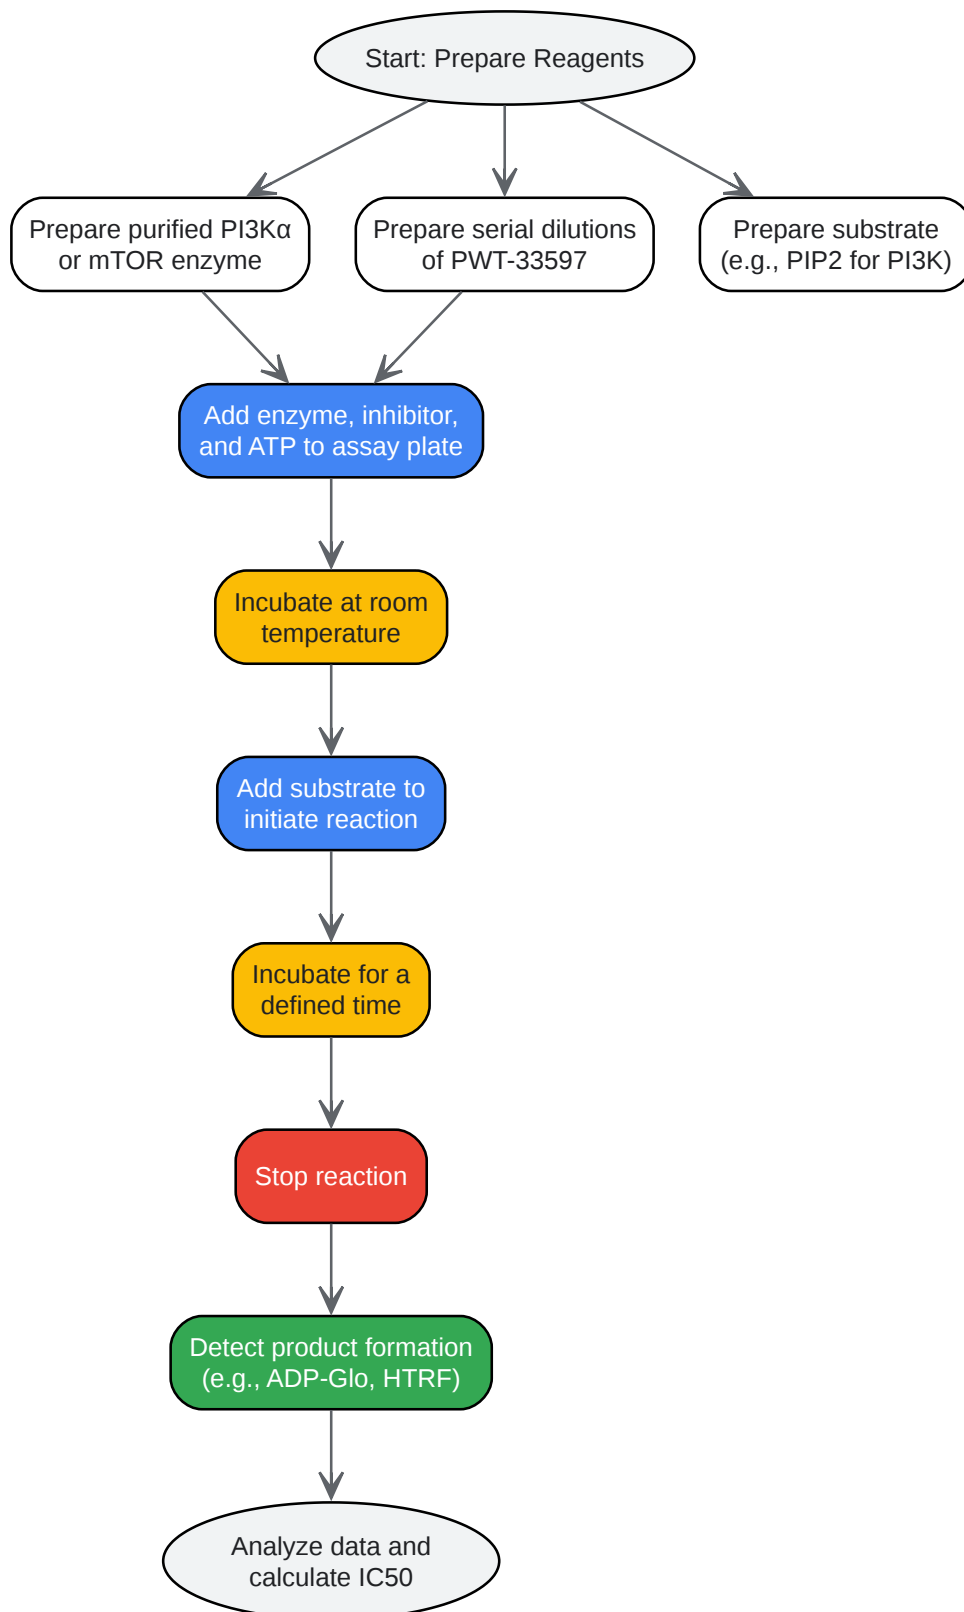 Start: Prepare Reagents
Prepare purified PI3Kα
or mTOR enzyme
Prepare serial dilutions
of PWT-33597
Prepare substrate
(e.g., PIP2 for PI3K)
Add enzyme, inhibitor,
and ATP to assay plate
Incubate at room
temperature
Add substrate to
initiate reaction
Incubate for a
defined time
Stop reaction
Detect product formation
(e.g., ADP-Glo, HTRF)
Analyze data and
calculate IC50